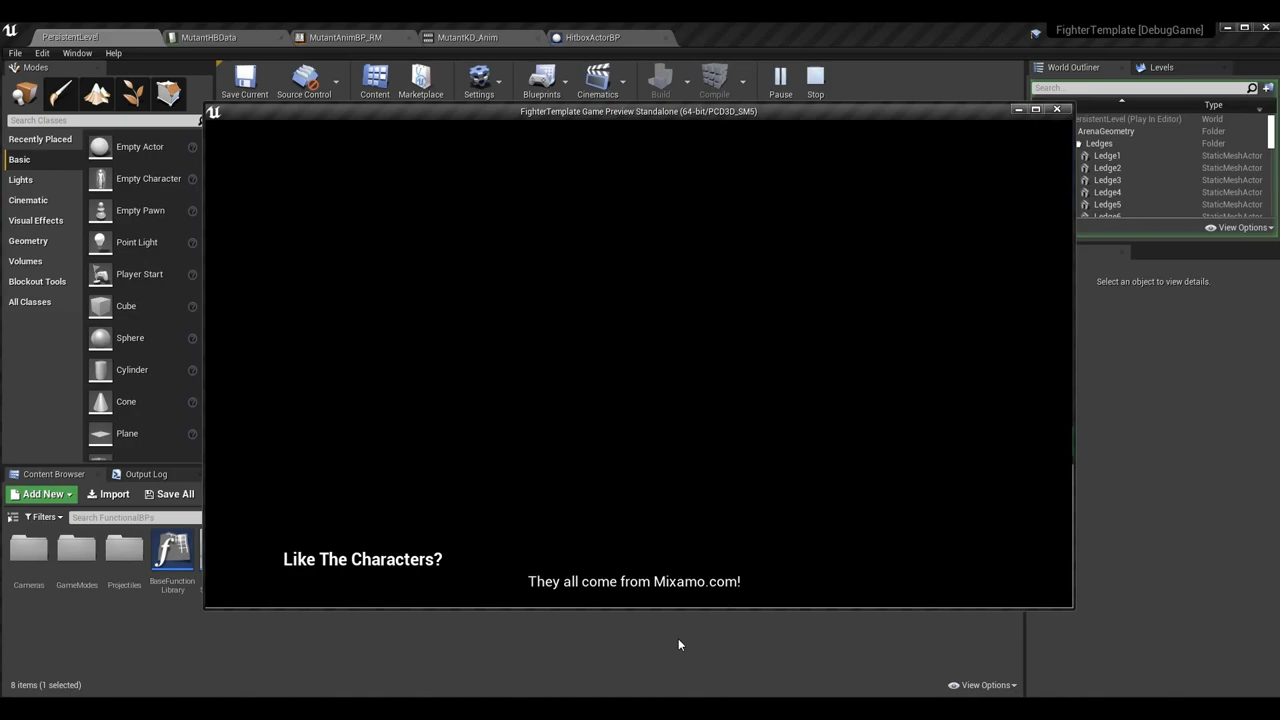 PersistentLevel
MutantHBData
MutantAnimBP_RM
MutantKD_Anim
HitboxActorBP
FighterTemplate [DebugGame]
File Edit Window Help
Modes
Save Current
Source Control
Content
Marketplace
Settings
Blueprints
Cinematics
Build
Compile
Pause
Stop
World Outliner
Levels
Search...
Type
ersistentLevel (Play In Editor) World
ArenaGeometry Folder
Ledges Folder
Ledge1 StaticMeshActor
Ledge2 StaticMeshActor
Ledge3 StaticMeshActor
Ledge4 StaticMeshActor
Ledge5 StaticMeshActor
Ledge6 StaticMeshActor
View Options
Select an object to view details.
Search Classes
Recently Placed
Basic
Lights
Cinematic
Visual Effects
Geometry
Volumes
Blockout Tools
All Classes
Empty Actor
Empty Character
Empty Pawn
Point Light
Player Start
Cube
Sphere
Cylinder
Cone
Plane
FighterTemplate Game Preview Standalone (64-bit/PCD3D_SM5)
Like The Characters?
They all come from Mixamo.com!
Content Browser
Output Log
Add New
Import
Save All
Filters
Search FunctionalBPs
Cameras
GameModes
Projectiles
BaseFunction
Library
8 items (1 selected)
View Options